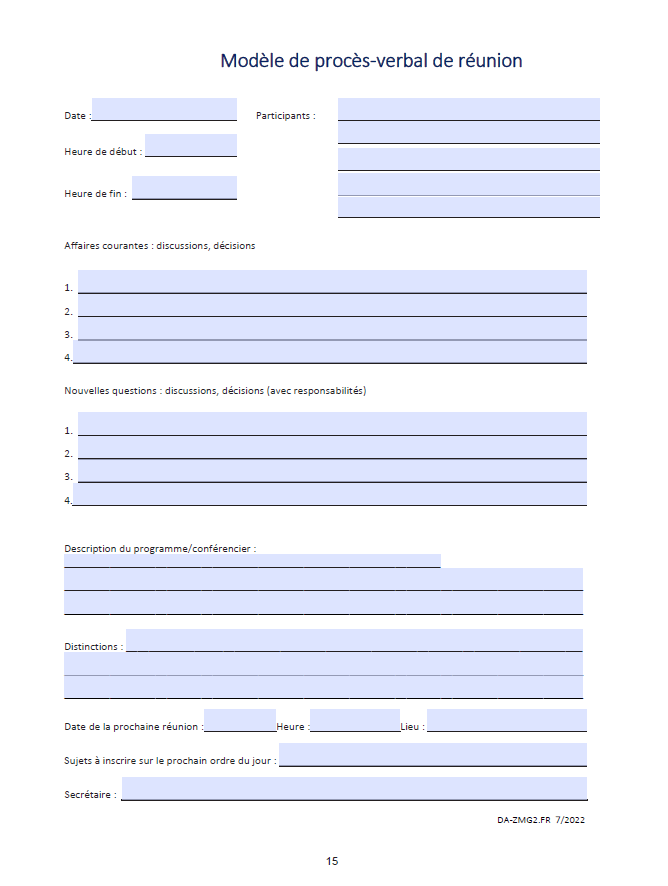 Modèle de procès-verbal de réunion
Date : Participants :
Heure de début :
Heure de fin :
Affaires courantes : discussions, décisions
1.
2.
3.
4.
Nouvelles questions : discussions, décisions (avec responsabilités)
1.
2.
3.
4.
Description du programme/conférencier :
Distinctions :
Date de la prochaine réunion : Heure : Lieu :
Sujets à inscrire sur le prochain ordre du jour :
Secrétaire :
DA-ZMG2.FR 7/2022
15